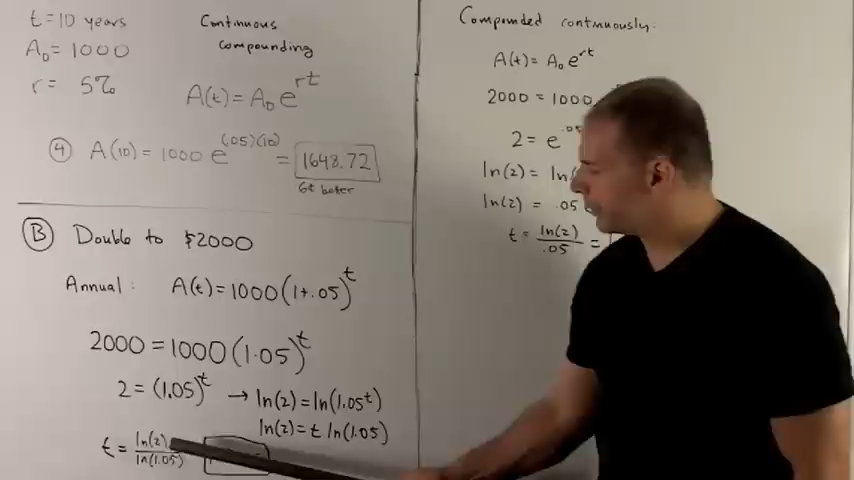 t = 10 years
A₀ = 1000
r = 5%
Continuous
compounding
A(t) = A₀ e^rt
④ A(10) = 1000 e^(.05)(10) = 1648.72
Ⓑ Double to $2000
Annual: A(t) = 1000(1+.05)^t
2000 = 1000(1.05)^t
2 = (1.05)^t → ln(2) = ln(1.05^t)
ln(2) = t ln(1.05)
t = ln(2)/ln(1.05)
Compounded continuously:
A(t) = A₀ e^rt
2000 = 1000
2 = e^.05
ln(2) = ln
ln(2) = .05
t = ln(2)/.05 =